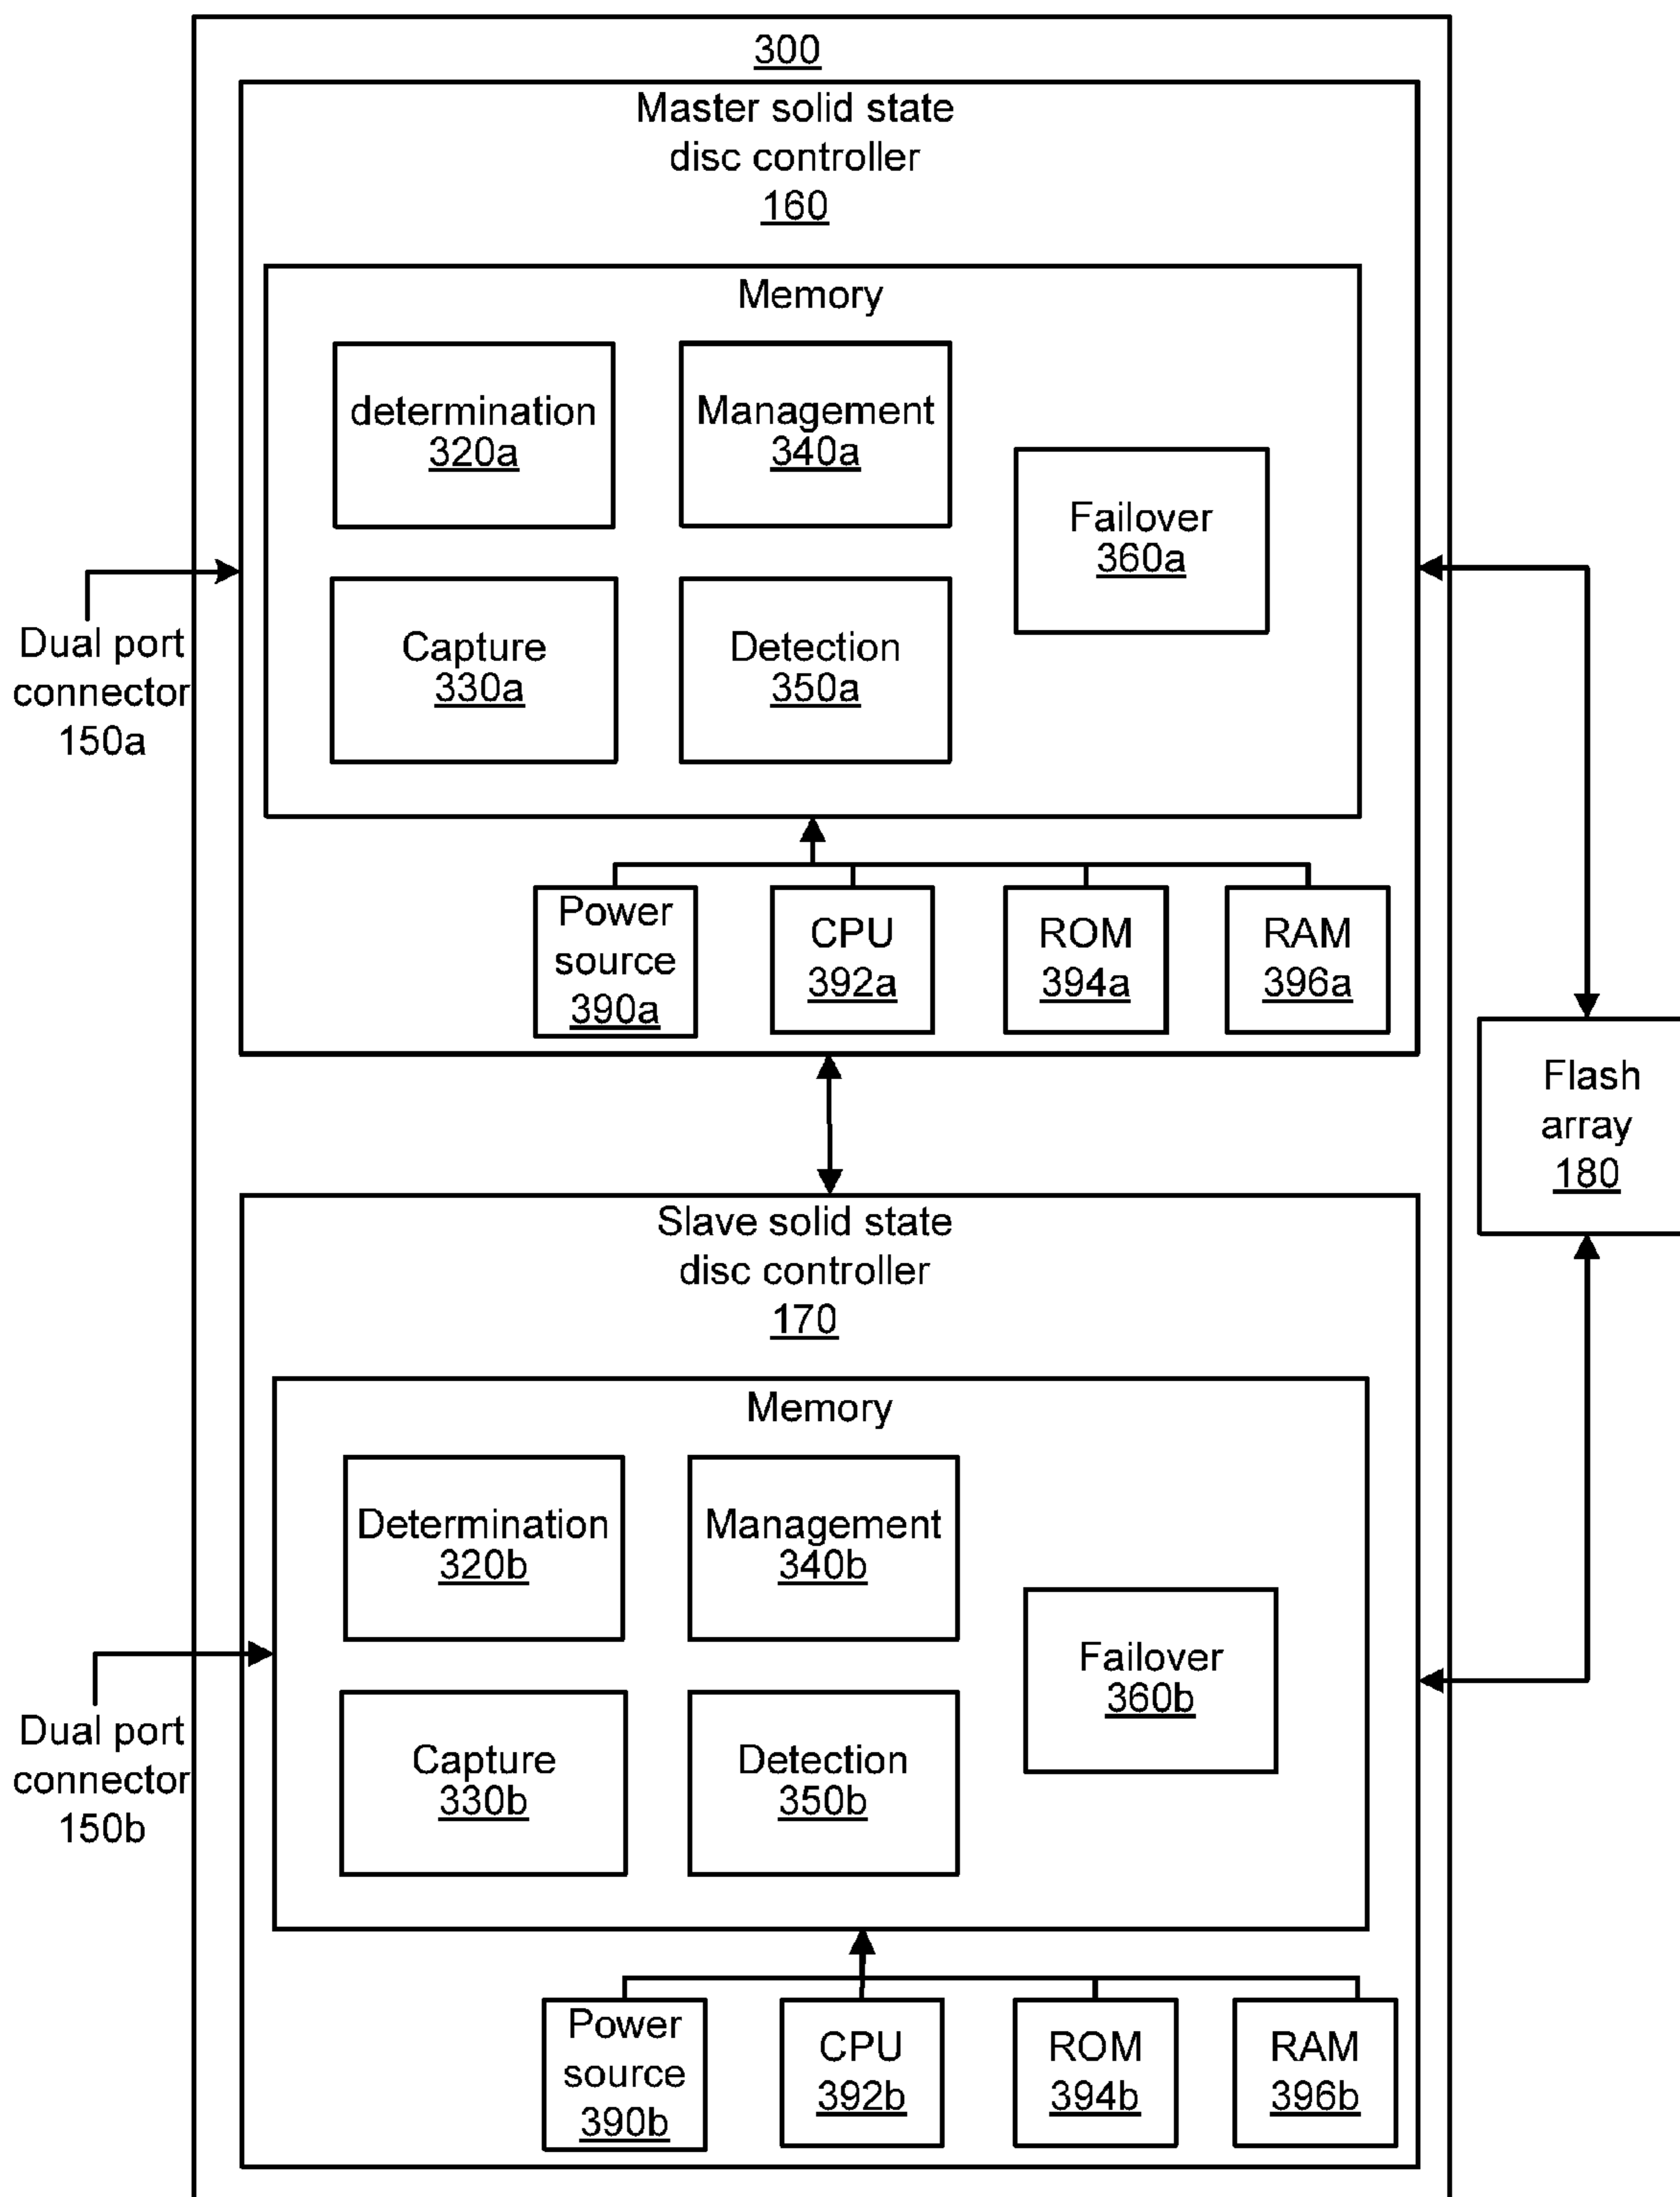 300
Master solid state
disc controller
160
Memory
determination
320a
Management
340a
Failover
360a
Capture
330a
Detection
350a
Dual port
connector
150a
Power
source
390a
CPU
392a
ROM
394a
RAM
396a
Flash
array
180
Slave solid state
disc controller
170
Memory
Determination
320b
Management
340b
Failover
360b
Capture
330b
Detection
350b
Dual port
connector
150b
Power
source
390b
CPU
392b
ROM
394b
RAM
396b